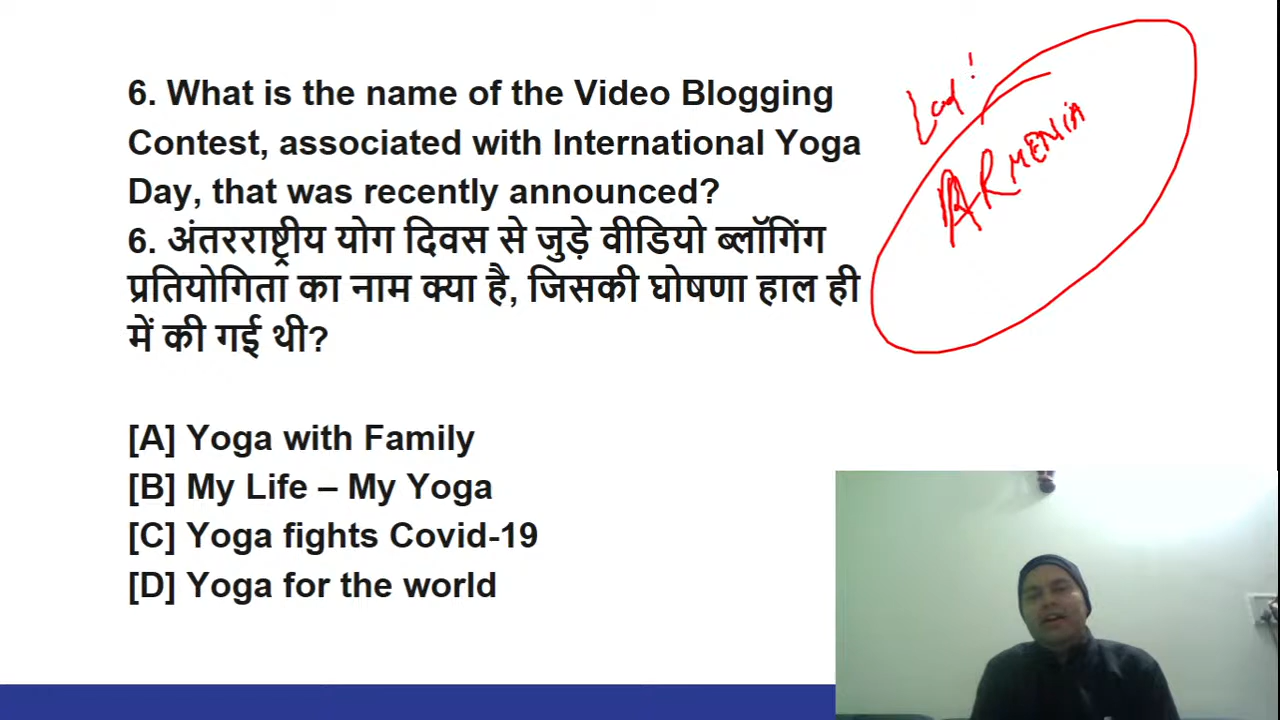 6. What is the name of the Video Blogging
Contest, associated with International Yoga
Day, that was recently announced?
6. अंतरराष्ट्रीय योग दिवस से जुड़े वीडियो ब्लॉगिंग
प्रतियोगिता का नाम क्या है, जिसकी घोषणा हाल ही
में की गई थी?
[A] Yoga with Family
[B] My Life – My Yoga
[C] Yoga fights Covid-19
[D] Yoga for the world
ARMENIA